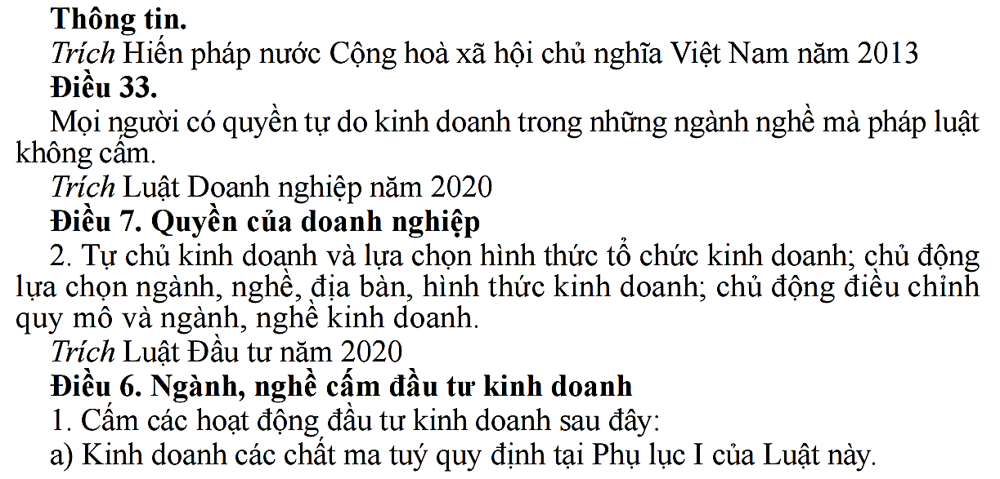 Thông tin.
Trích Hiến pháp nước Cộng hoà xã hội chủ nghĩa Việt Nam năm 2013
Điều 33.
Mọi người có quyền tự do kinh doanh trong những ngành nghề mà pháp luật
không cấm.
Trích Luật Doanh nghiệp năm 2020
Điều 7. Quyền của doanh nghiệp
2. Tự chủ kinh doanh và lựa chọn hình thức tổ chức kinh doanh; chủ động
lựa chọn ngành, nghề, địa bàn, hình thức kinh doanh; chủ động điều chỉnh
quy mô và ngành, nghề kinh doanh.
Trích Luật Đầu tư năm 2020
Điều 6. Ngành, nghề cấm đầu tư kinh doanh
1. Cấm các hoạt động đầu tư kinh doanh sau đây:
a) Kinh doanh các chất ma tuý quy định tại Phụ lục I của Luật này.